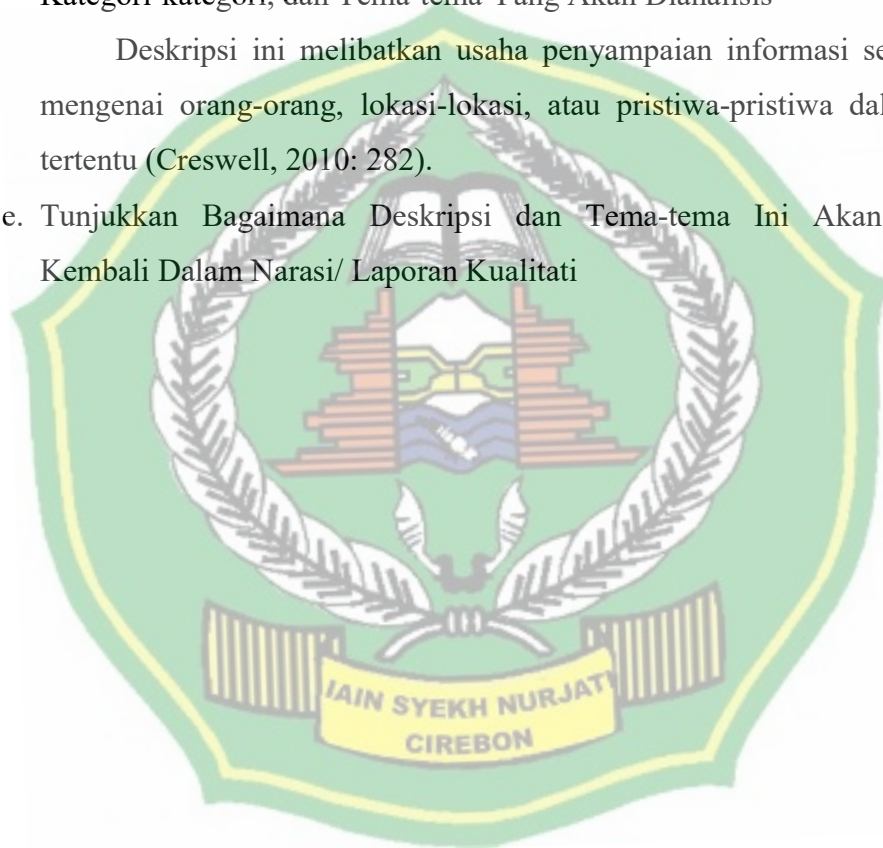 Kategori-kategori, dan Tema-tema Yang Akan Dianalisis
Deskripsi ini melibatkan usaha penyampaian informasi se
mengenai orang-orang, lokasi-lokasi, atau pristiwa-pristiwa dal
tertentu (Creswell, 2010: 282).
e. Tunjukkan Bagaimana Deskripsi dan Tema-tema Ini Akan
Kembali Dalam Narasi/ Laporan Kualitati
IAIN SYEKH NURJATI
CIREBON